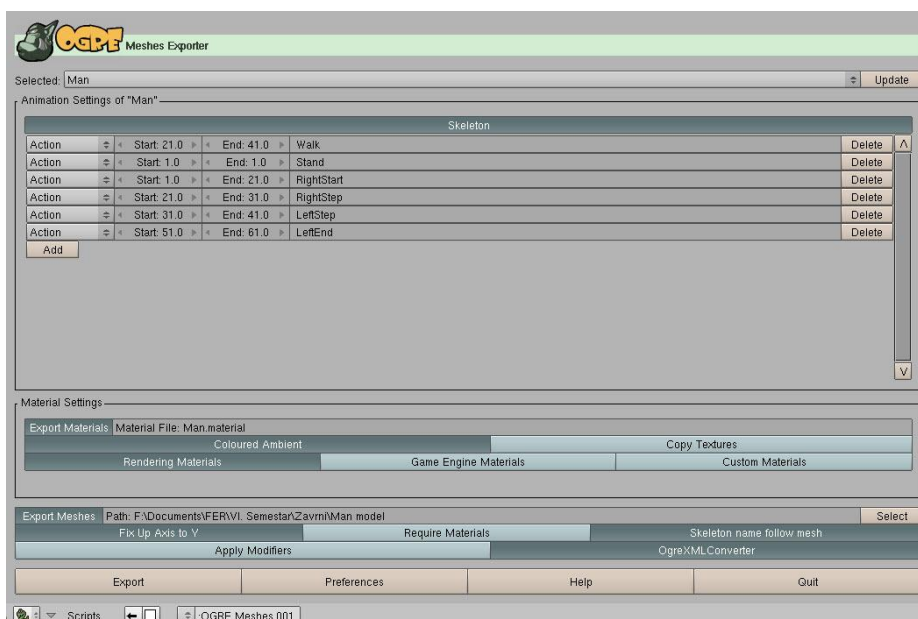 OGRE Meshes Exporter
Selected: Man Update
Animation Settings of "Man"
Skeleton
Action Start: 21.0 End: 41.0 Walk Delete
Action Start: 1.0 End: 1.0 Stand Delete
Action Start: 1.0 End: 21.0 RightStart Delete
Action Start: 21.0 End: 31.0 RightStep Delete
Action Start: 31.0 End: 41.0 LeftStep Delete
Action Start: 51.0 End: 61.0 LeftEnd Delete
Add
Material Settings
Export Materials Material File: Man.material
Coloured Ambient Copy Textures
Rendering Materials Game Engine Materials Custom Materials
Export Meshes Path: F:\Documents\FER\VI. Semestar\Zavrni\Man model Select
Fix Up Axis to Y Require Materials Skeleton name follow mesh
Apply Modifiers OgreXMLConverter
Export Preferences Help Quit
Scripts :OGRE Meshes.001